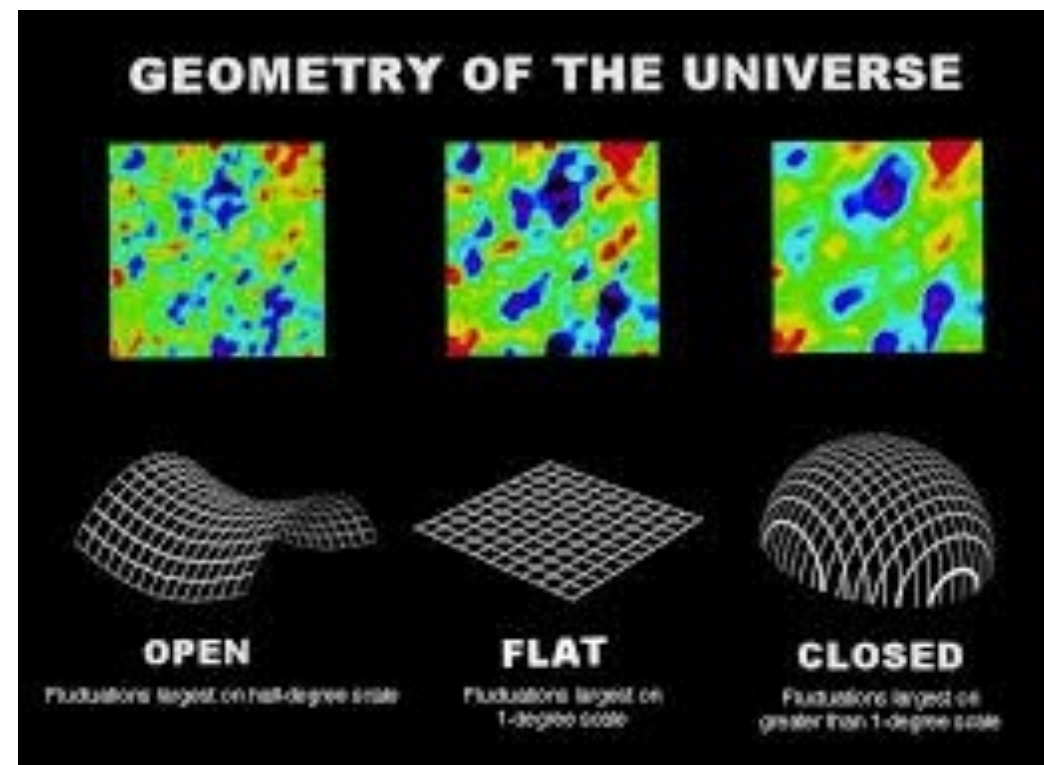 GEOMETRY OF THE UNIVERSE
OPEN
Fluctuations largest on half-degree scale
FLAT
Fluctuations largest on
1-degree scale
CLOSED
Fluctuations largest on
greater than 1-degree scale